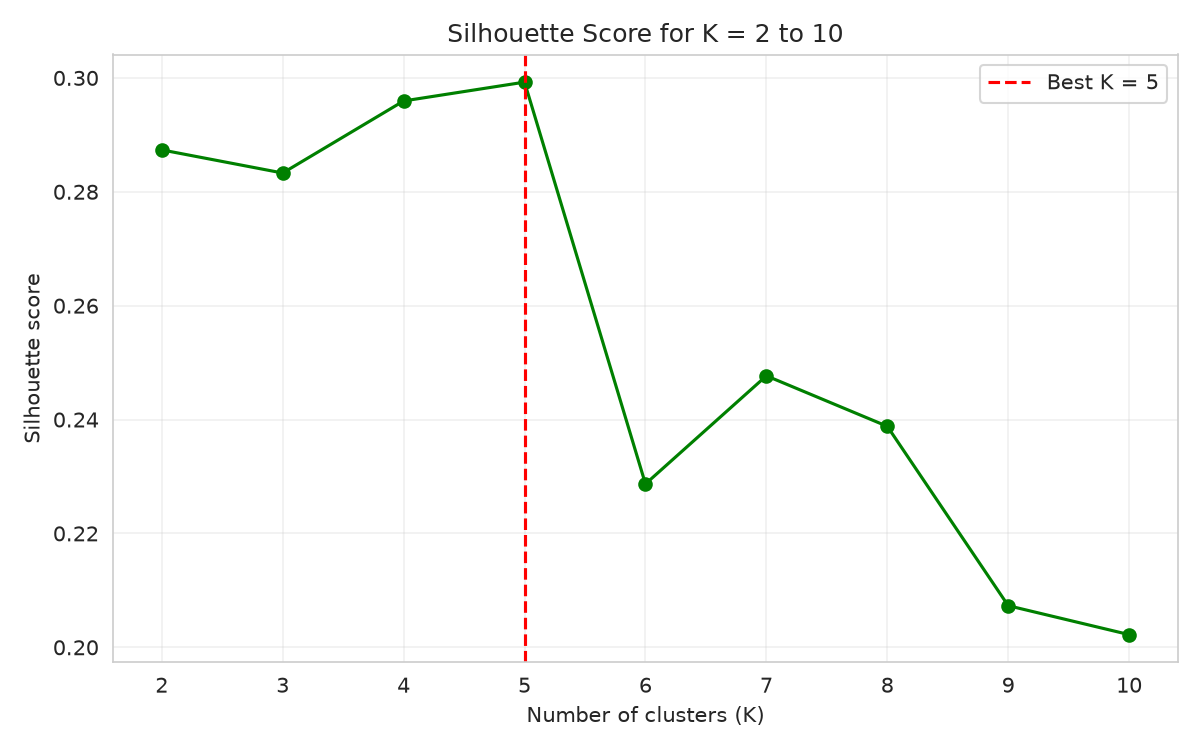 Silhouette Score for K = 2 to 10
Best K = 5
Silhouette score
0.30
0.28
0.26
0.24
0.22
0.20
2 3 4 5 6 7 8 9 10
Number of clusters (K)